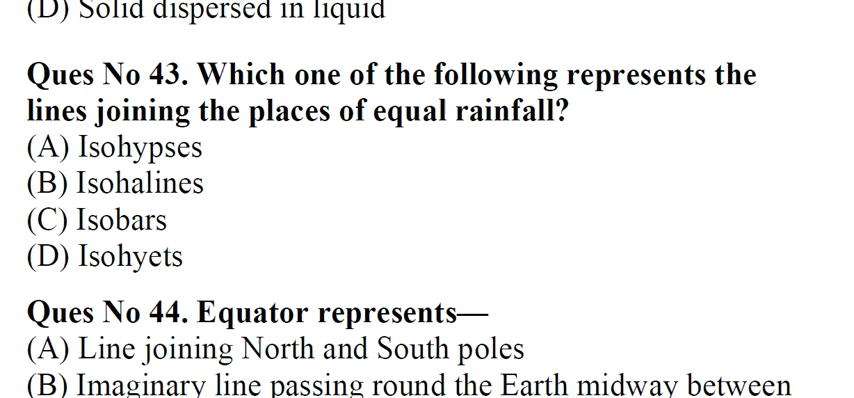 (D) Solid dispersed in liquid
Ques No 43. Which one of the following represents the
lines joining the places of equal rainfall?
(A) Isohypses
(B) Isohalines
(C) Isobars
(D) Isohyets
Ques No 44. Equator represents—
(A) Line joining North and South poles
(B) Imaginary line passing round the Earth midway between